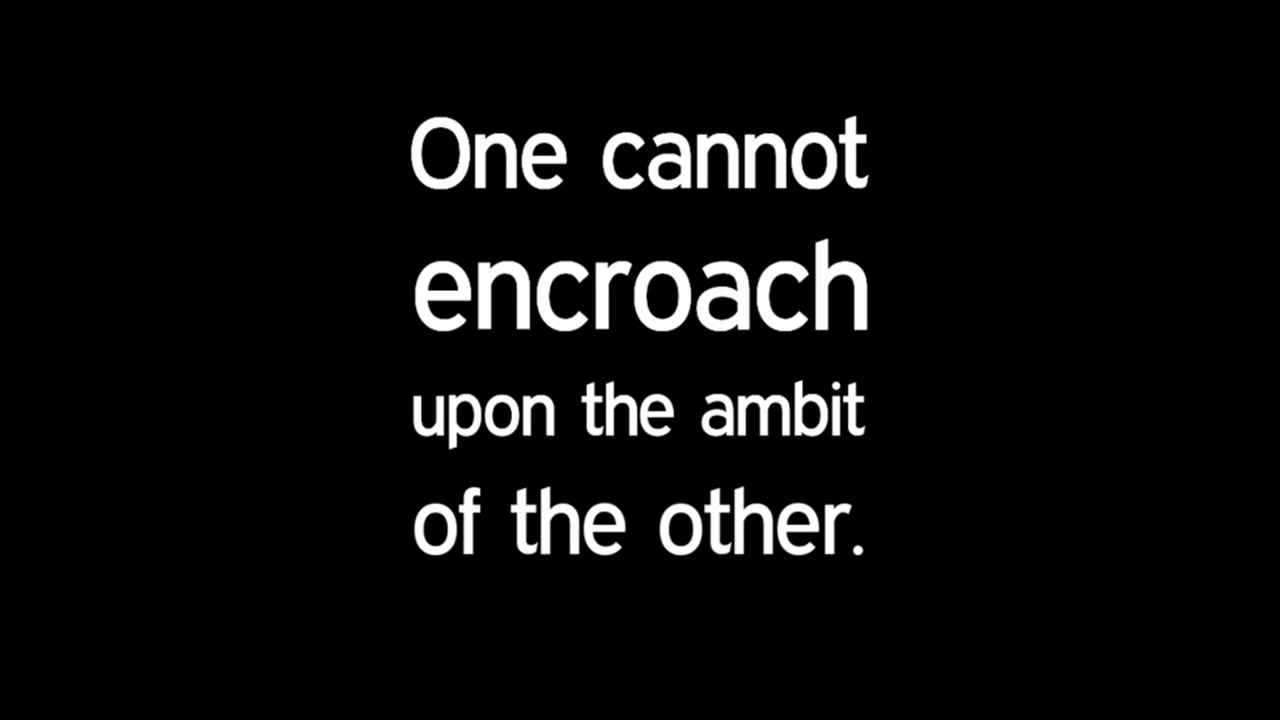 One cannot
encroach
upon the ambit
of the other.